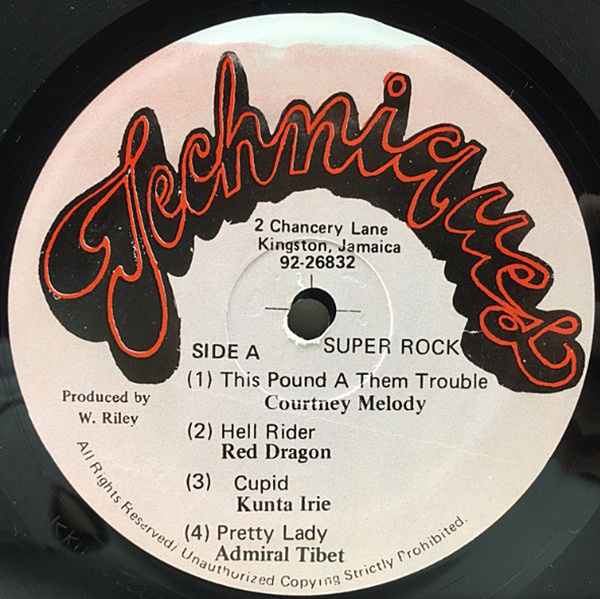 Techniques
2 Chancery Lane
Kingston, Jamaica
92-26832
SIDE A
SUPER ROCK
Produced by
W. Riley
(1) This Pound A Them Trouble
Courtney Melody
(2) Hell Rider
Red Dragon
(3) Cupid
Kunta Irie
(4) Pretty Lady
Admiral Tibet
All Rights Reserved/ Unauthorized Copying Strictly Prohibited.